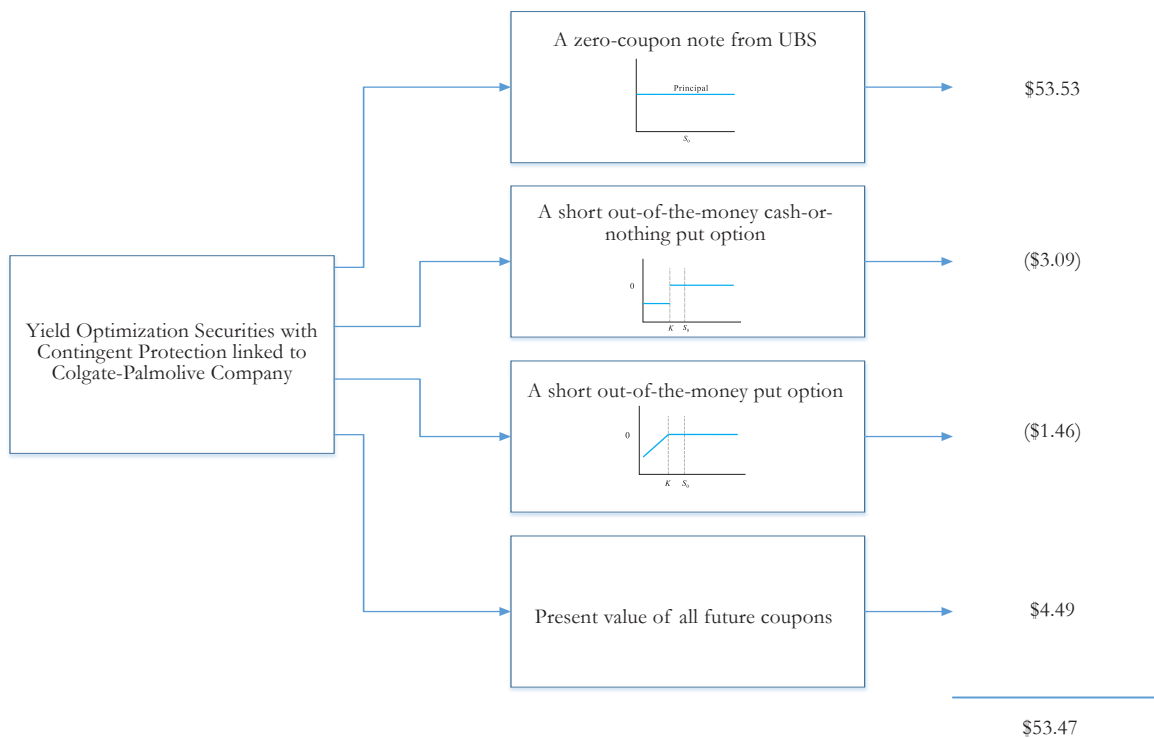 A zero-coupon note from UBS
Principal
S₀
$53.53
A short out-of-the-money cash-or-
nothing put option
0
K S₀
($3.09)
Yield Optimization Securities with
Contingent Protection linked to
Colgate-Palmolive Company
A short out-of-the-money put option
0
K S₀
($1.46)
Present value of all future coupons
$4.49
$53.47